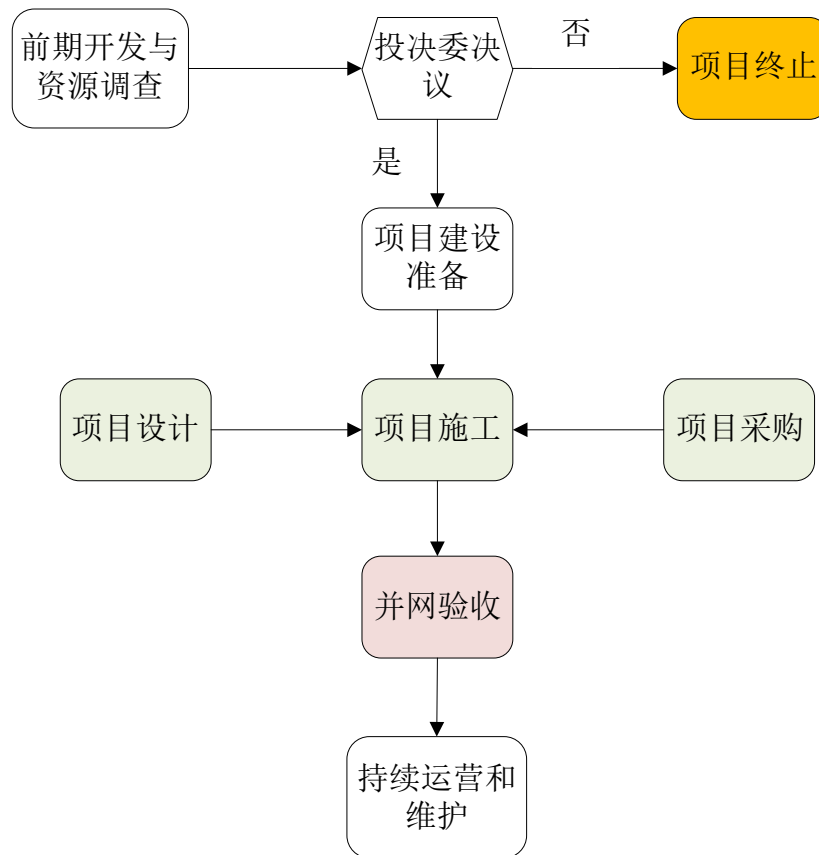 前期开发与
资源调查
投决委决
议
否
项目终止
是
项目建设
准备
项目设计
项目施工
项目采购
并网验收
持续运营和
维护